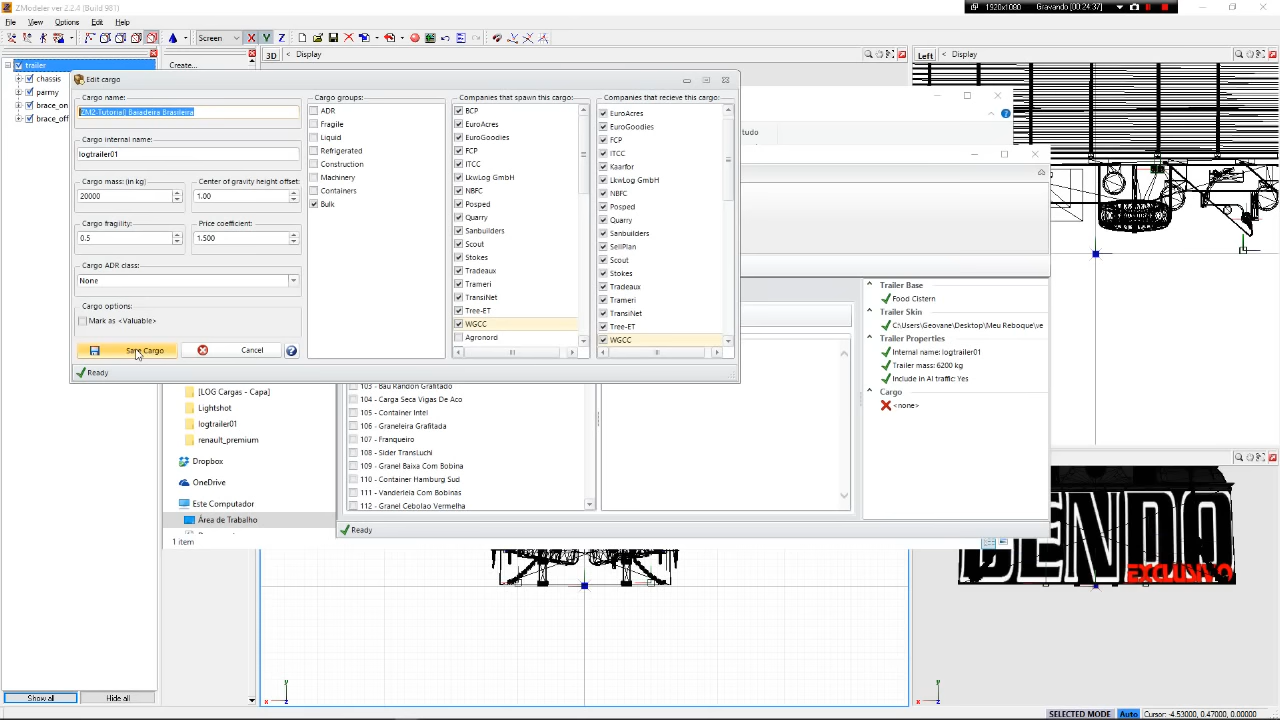 ZModeler ver 2.2.4 [Build 981]
1920x1080
Gravando [00:24:37]
File View Options Edit Help
Screen
X Y Z
trailer
chassis
parmy
brace_on
brace_off
Create...
3D < Display
Left < Display
Edit cargo
Cargo name:
[ZM2-Tutorial] Baiadeira Brasileira
Cargo internal name:
logtrailer01
Cargo mass: (in kg)
20000
Center of gravity height offset:
1.00
Cargo fragility:
0.5
Price coefficient:
1.500
Cargo ADR class:
None
Cargo options:
Mark as <Valuable>
Save Cargo
Cancel
Ready
Cargo groups:
ADR
Fragile
Liquid
Refrigerated
Construction
Machinery
Containers
Bulk
Companies that spawn this cargo:
BCP
EuroAcres
EuroGoodies
FCP
ITCC
LkwLog GmbH
NBFC
Posped
Quarry
Sanbuilders
Scout
Stokes
Tradeaux
Trameri
TransiNet
Tree-ET
WGCC
Agronord
Companies that recieve this cargo:
EuroAcres
EuroGoodies
FCP
ITCC
Kaarfor
LkwLog GmbH
NBFC
Posped
Quarry
Sanbuilders
SellPlan
Scout
Stokes
Tradeaux
Trameri
TransiNet
Tree-ET
WGCC
tudo
Trailer Base
Food Cistern
Trailer Skin
C:\Users\Geovane\Desktop\Meu Reboque\ve
Trailer Properties
Internal name: logtrailer01
Trailer mass: 6200 kg
Include in AI traffic: Yes
Cargo
<none>
[LOG Cargas - Capa]
Lightshot
logtrailer01
renault_premium
Dropbox
OneDrive
Este Computador
Área de Trabalho
1 item
103 - Bau Randon Grafitado
104 - Carga Seca Vigas De Aco
105 - Container Intel
106 - Graneleira Grafitada
107 - Franqueiro
108 - Sider TransLuchi
109 - Granel Baixa Com Bobina
110 - Container Hamburg Sud
111 - Vanderleia Com Bobinas
112 - Granel Cebolao Vermelha
Ready
EXCLUSIVO
Show all
Hide all
SELECTED MODE Auto Cursor: -4.53000, 0.47000, 0.00000